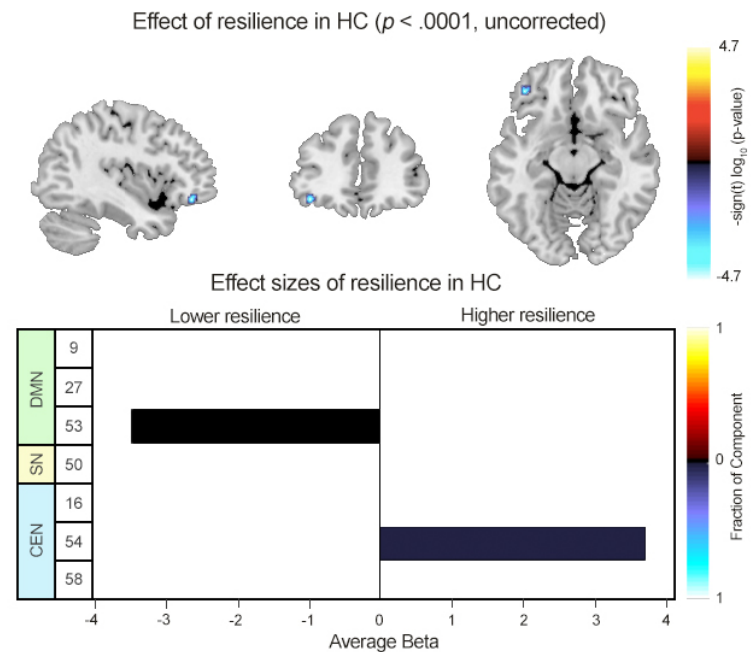 Effect of resilience in HC (p < .0001, uncorrected)
4.7
-sign(t) log10 (p-value)
-4.7
Effect sizes of resilience in HC
Lower resilience
Higher resilience
DMN
9
27
53
SN
50
CEN
16
54
58
1
0
1
Fraction of Component
-4
-3
-2
-1
0
1
2
3
4
Average Beta